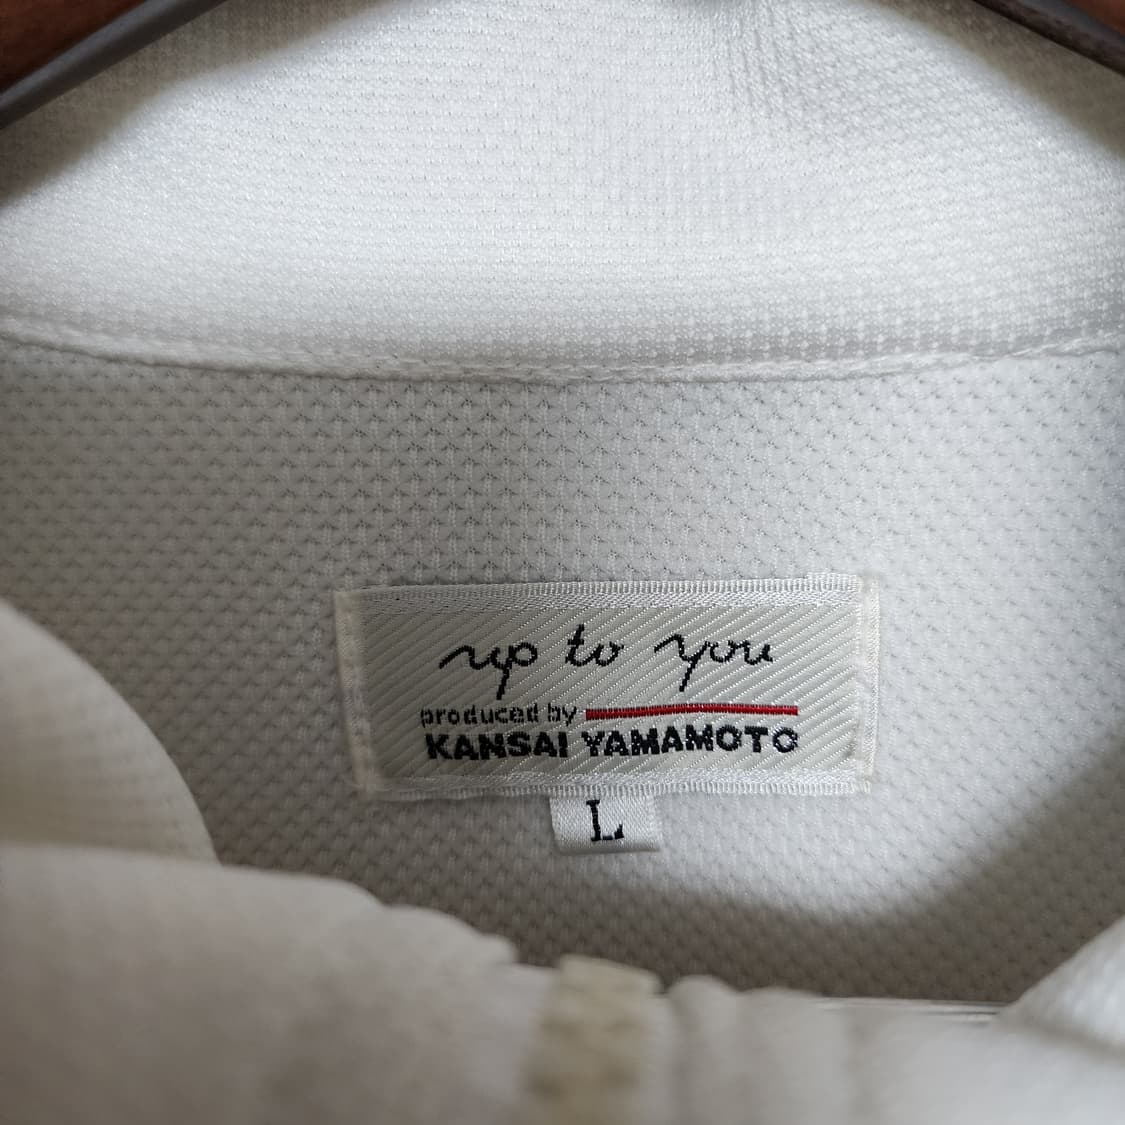 up to you
produced by
KANSAI YAMAMOTO
L